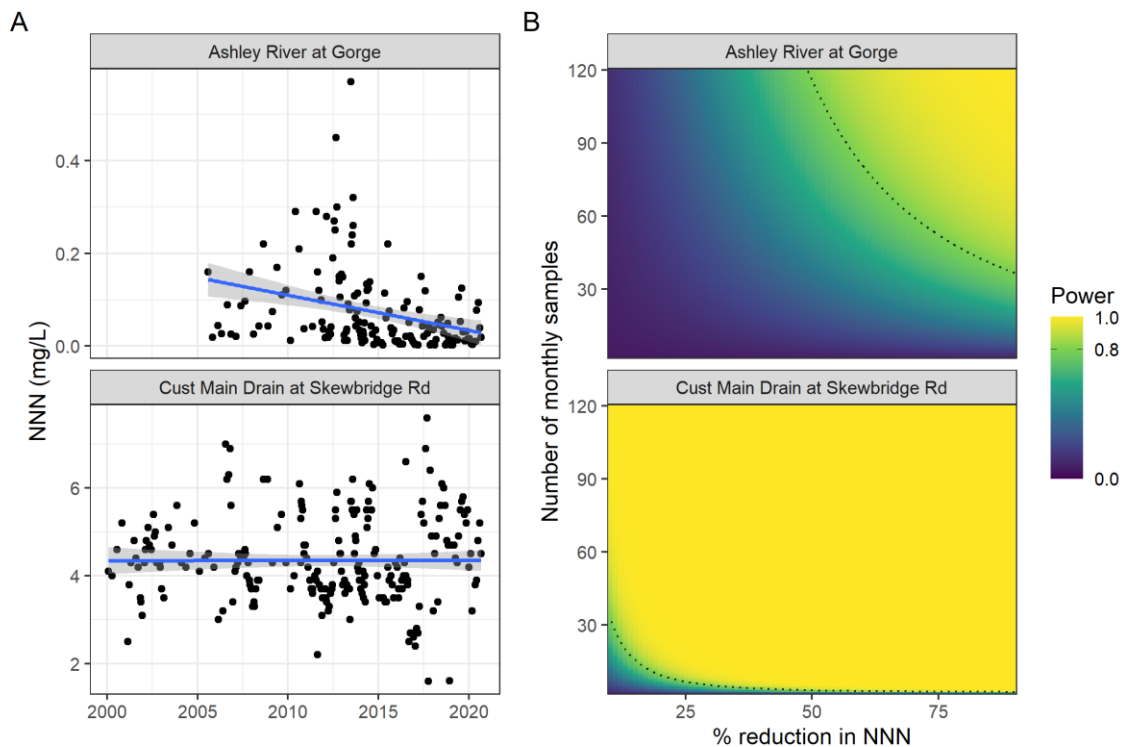 A
Ashley River at Gorge
0.4
0.2
0.0
NNN (mg/L)
Cust Main Drain at Skewbridge Rd
6
4
2
2000 2005 2010 2015 2020
B
Ashley River at Gorge
120
90
60
30
Number of monthly samples
Cust Main Drain at Skewbridge Rd
120
90
60
30
25 50 75
% reduction in NNN
Power
1.0
0.8
0.0